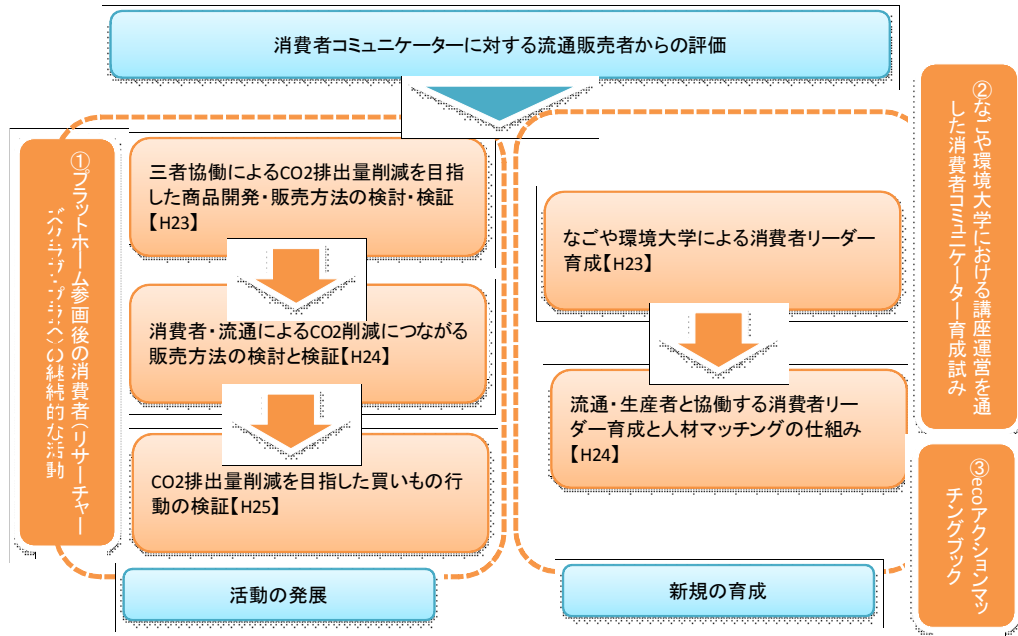 消費者コミュニケーターに対する流通販売者からの評価
①プラットホーム参画後の消費者(リサーチャー
の継続的な活動
三者協働によるCO2排出量削減を目指
した商品開発・販売方法の検討・検証
【H23】
消費者・流通によるCO2削減につながる
販売方法の検討と検証【H24】
CO2排出量削減を目指した買いもの行
動の検証【H25】
活動の発展
なごや環境大学による消費者リーダー
育成【H23】
流通・生産者と協働する消費者リー
ダー育成と人材マッチングの仕組み
【H24】
新規の育成
②なごや環境大学における講座運営を通
した消費者コミュニケーター育成試み
③ecoアクションマッ
チングブック